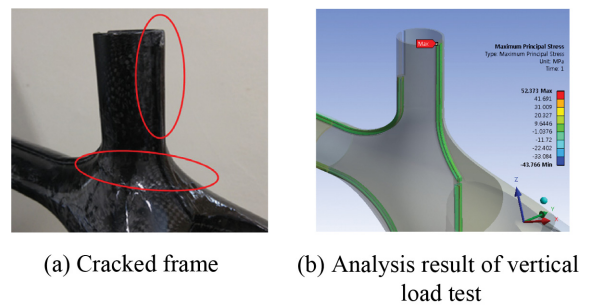 Max
Maximum Principal Stress
Type: Maximum Principal Stress
Unit: MPa
Time: 1
52.373 Max
41.691
31.009
20.327
9.6446
-1.0376
-11.72
-22.402
-33.084
-43.766 Min
Z
Y
X
(a) Cracked frame
(b) Analysis result of vertical
load test